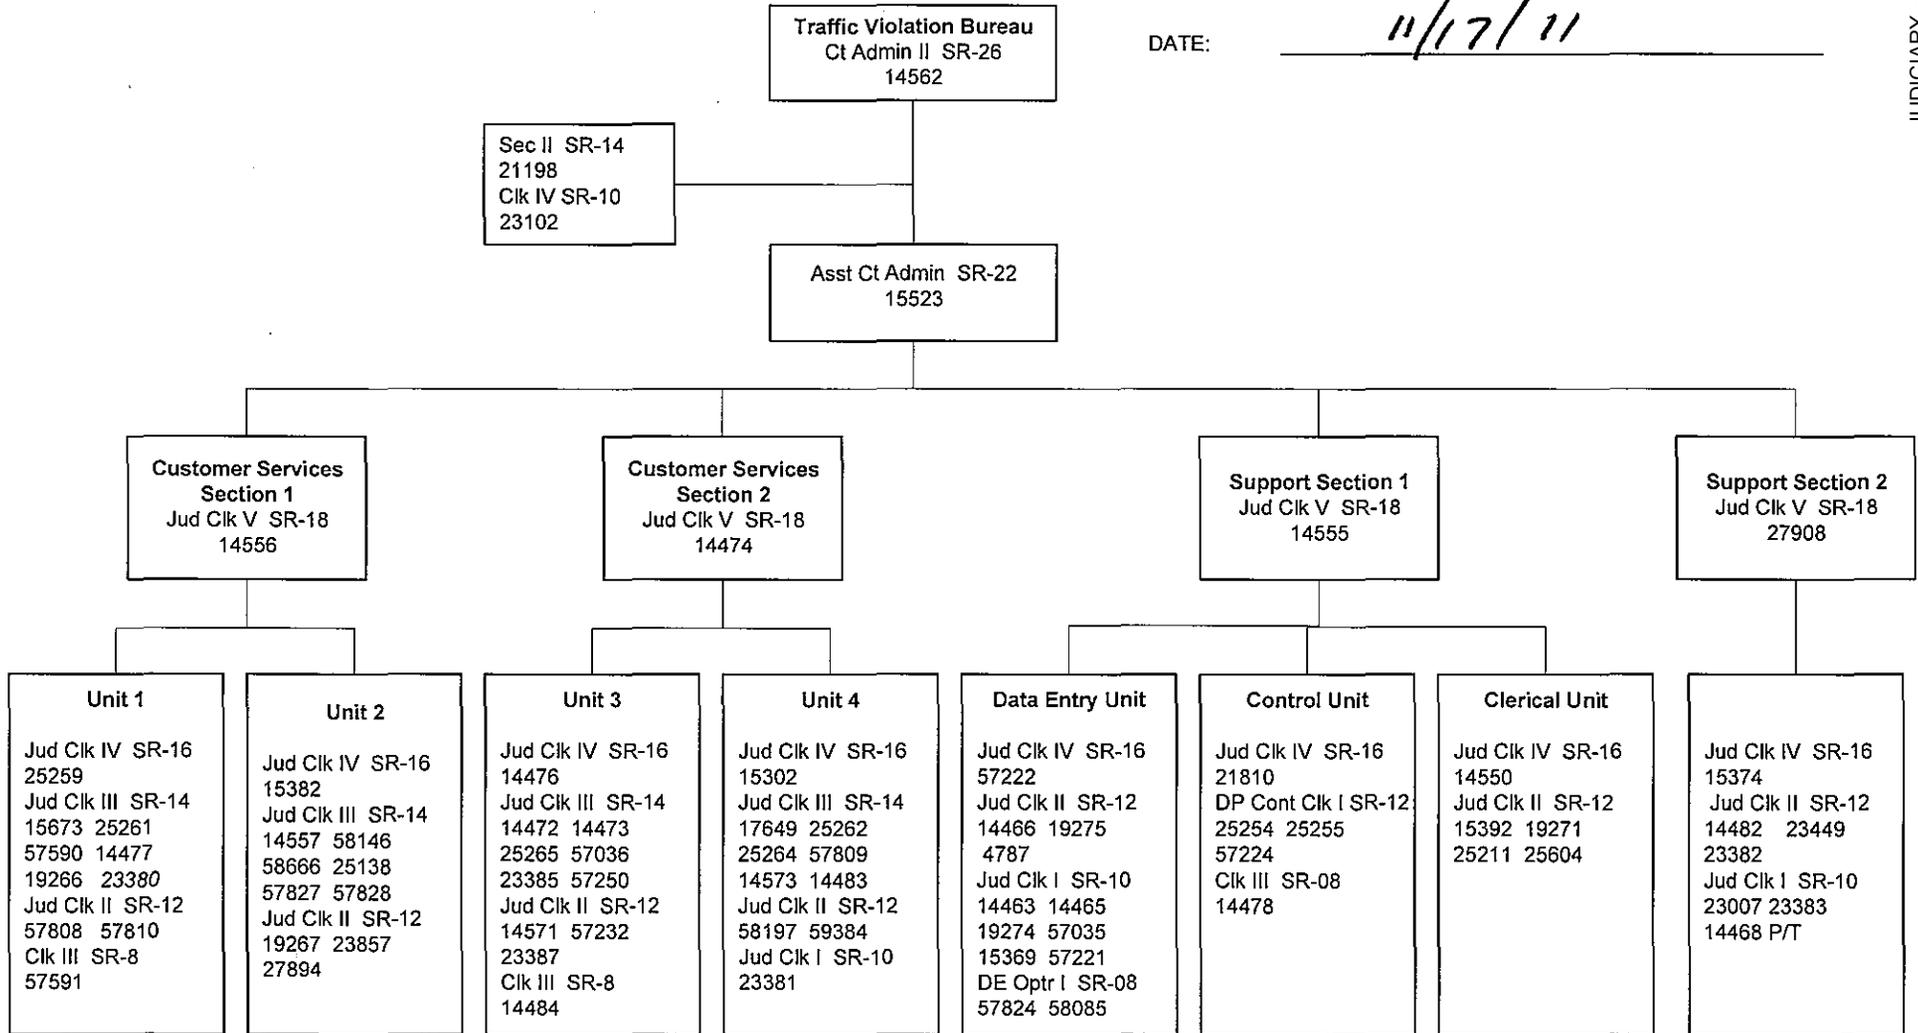 Traffic Violation Bureau
Ct Admin II SR-26
14562
DATE:
11/17/11
JUDICIARY
Sec II SR-14
21198
Clk IV SR-10
23102
Asst Ct Admin SR-22
15523
Customer Services
Section 1
Jud Clk V SR-18
14556
Customer Services
Section 2
Jud Clk V SR-18
14474
Support Section 1
Jud Clk V SR-18
14555
Support Section 2
Jud Clk V SR-18
27908
Unit 1
Jud Clk IV SR-16
25259
Jud Clk III SR-14
15673 25261
57590 14477
19266 23380
Jud Clk II SR-12
57808 57810
Clk III SR-8
57591
Unit 2
Jud Clk IV SR-16
15382
Jud Clk III SR-14
14557 58146
58666 25138
57827 57828
Jud Clk II SR-12
19267 23857
27894
Unit 3
Jud Clk IV SR-16
14476
Jud Clk III SR-14
14472 14473
25265 57036
23385 57250
Jud Clk II SR-12
14571 57232
23387
Clk III SR-8
14484
Unit 4
Jud Clk IV SR-16
15302
Jud Clk III SR-14
17649 25262
25264 57809
14573 14483
Jud Clk II SR-12
58197 59384
Jud Clk I SR-10
23381
Data Entry Unit
Jud Clk IV SR-16
57222
Jud Clk II SR-12
14466 19275
4787
Jud Clk I SR-10
14463 14465
19274 57035
15369 57221
DE Optr I SR-08
57824 58085
Control Unit
Jud Clk IV SR-16
21810
DP Cont Clk I SR-12
25254 25255
57224
Clk III SR-08
14478
Clerical Unit
Jud Clk IV SR-16
14550
Jud Clk II SR-12
15392 19271
25211 25604
Jud Clk IV SR-16
15374
Jud Clk II SR-12
14482 23449
23382
Jud Clk I SR-10
23007 23383
14468 P/T